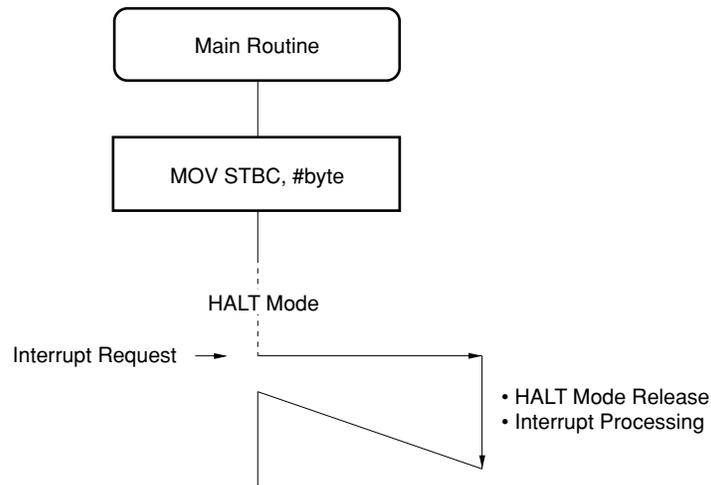 Main Routine
MOV STBC, #byte
HALT Mode
Interrupt Request
• HALT Mode Release
• Interrupt Processing